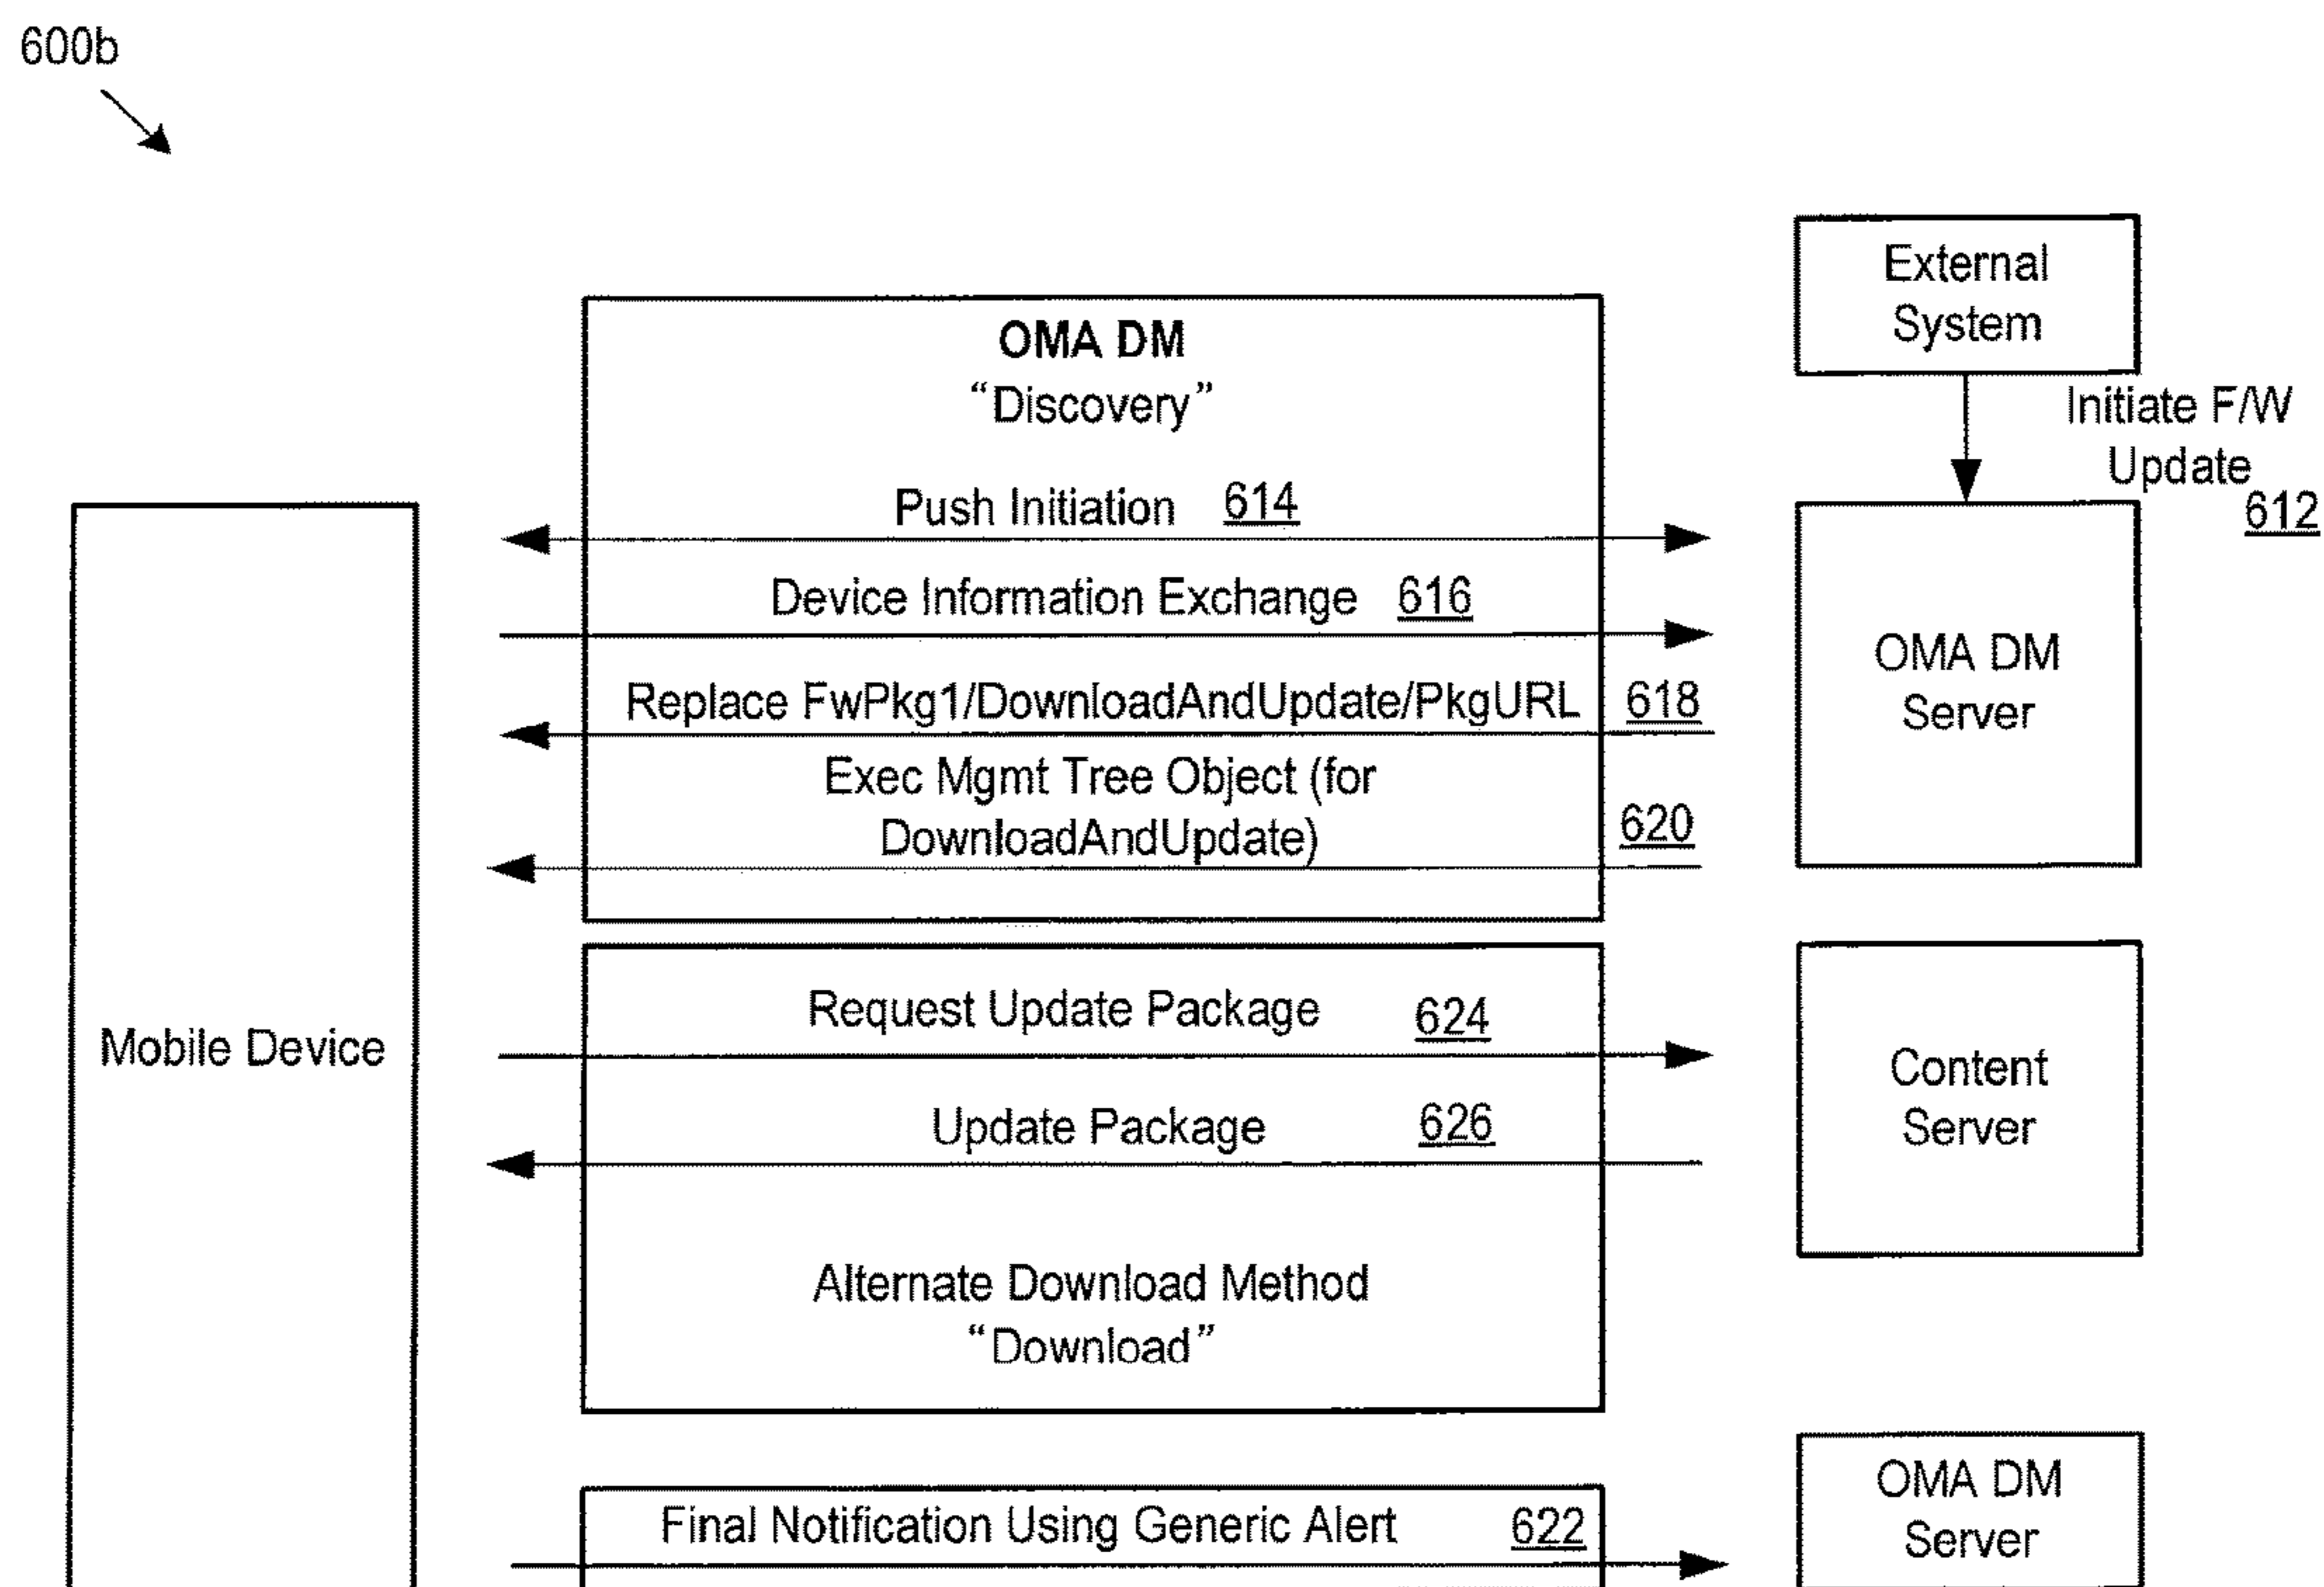 600b
External
System
Initiate F/W
Update
612
OMA DM
“Discovery”
Push Initiation 614
Device Information Exchange 616
Replace FwPkg1/DownloadAndUpdate/PkgURL 618
Exec Mgmt Tree Object (for
DownloadAndUpdate) 620
OMA DM
Server
Mobile Device
Request Update Package 624
Update Package 626
Alternate Download Method
“Download”
Content
Server
Final Notification Using Generic Alert 622
OMA DM
Server